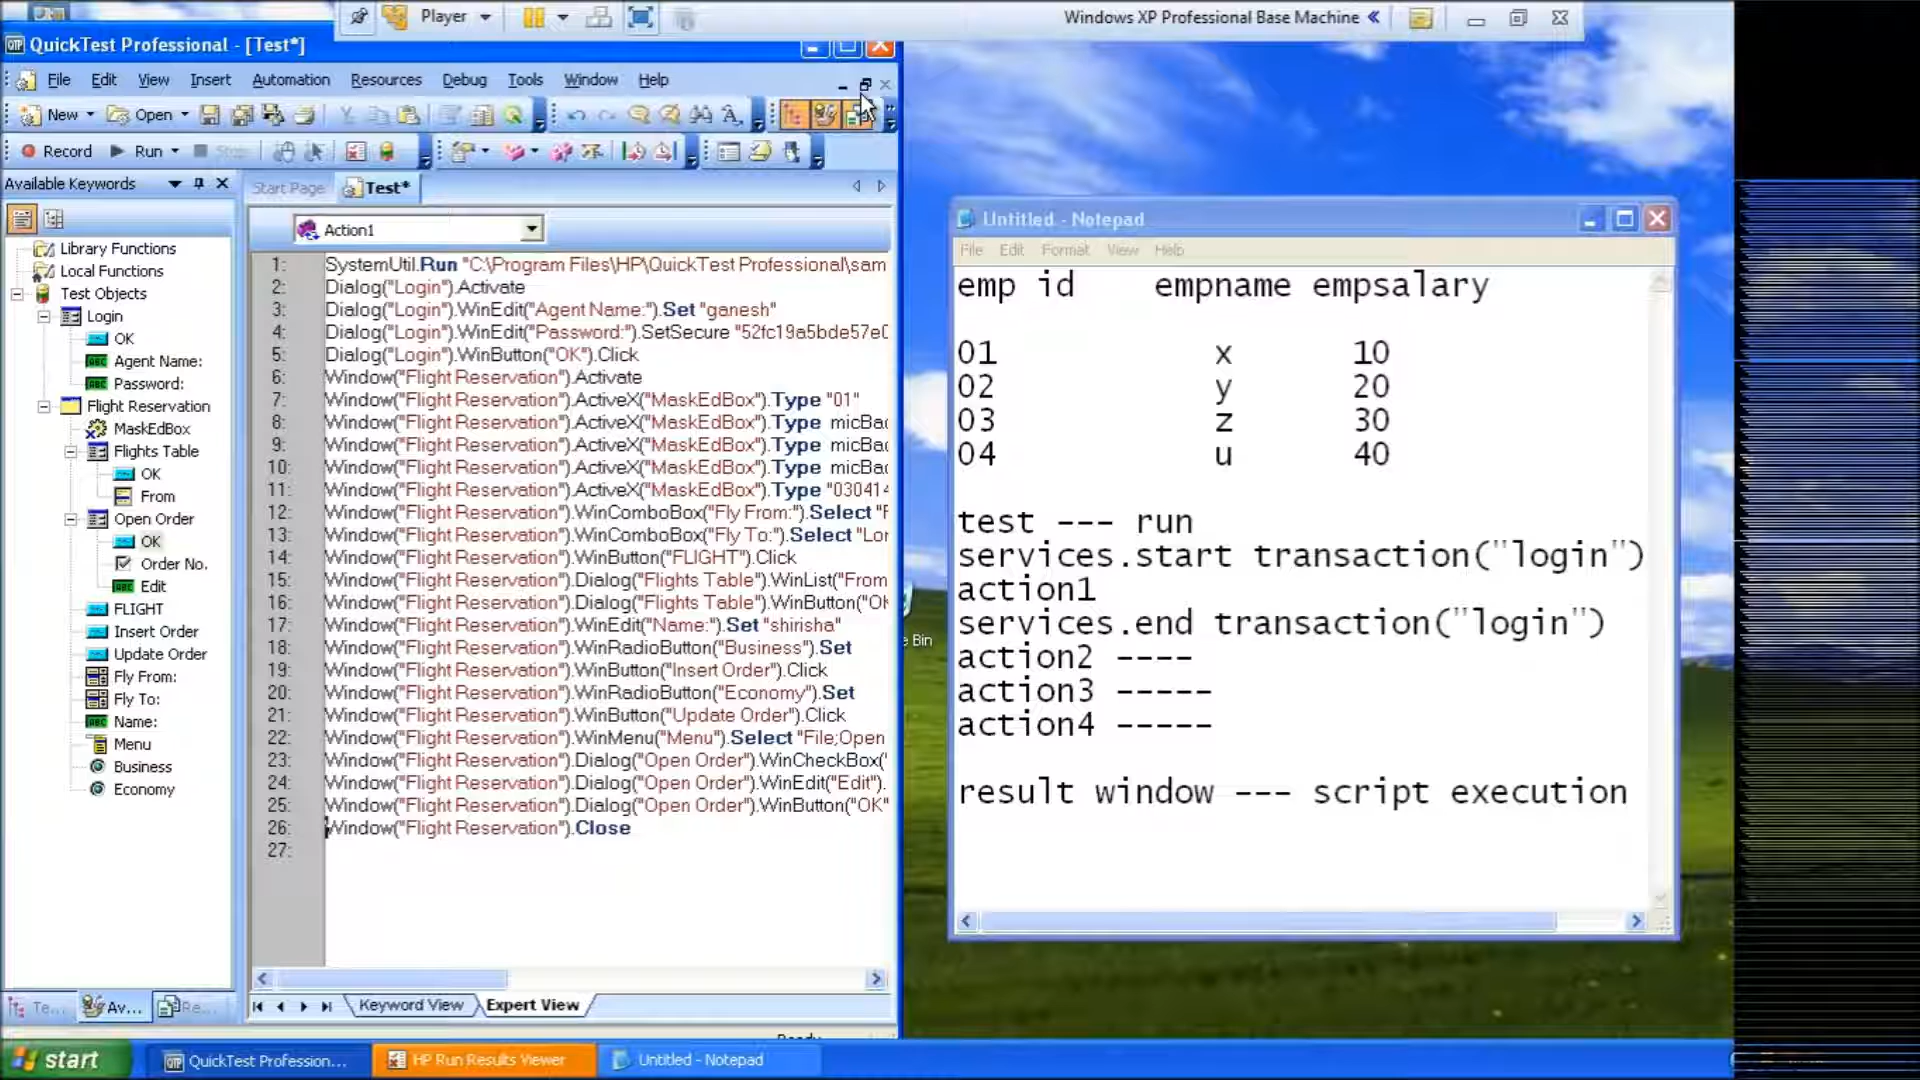 Player
Windows XP Professional Base Machine
QuickTest Professional - [Test*]
File Edit View Insert Automation Resources Debug Tools Window Help
New Open
Record Run Stop
Available Keywords
Start Page Test*
Action1
Library Functions
Local Functions
Test Objects
Login
OK
Agent Name:
Password:
Flight Reservation
MaskEdBox
Flights Table
OK
From
Open Order
OK
Order No.
Edit
FLIGHT
Insert Order
Update Order
Fly From:
Fly To:
Name:
Menu
Business
Economy
Te... Av... Re...
1: SystemUtil.Run "C:\Program Files\HP\QuickTest Professional\sam
2: Dialog("Login").Activate
3: Dialog("Login").WinEdit("Agent Name:").Set "ganesh"
4: Dialog("Login").WinEdit("Password:").SetSecure "52fc19a5bde57e0
5: Dialog("Login").WinButton("OK").Click
6: Window("Flight Reservation").Activate
7: Window("Flight Reservation").ActiveX("MaskEdBox").Type "01"
8: Window("Flight Reservation").ActiveX("MaskEdBox").Type micBa
9: Window("Flight Reservation").ActiveX("MaskEdBox").Type micBa
10: Window("Flight Reservation").ActiveX("MaskEdBox").Type micBa
11: Window("Flight Reservation").ActiveX("MaskEdBox").Type "030414
12: Window("Flight Reservation").WinComboBox("Fly From:").Select "F
13: Window("Flight Reservation").WinComboBox("Fly To:").Select "Lon
14: Window("Flight Reservation").WinButton("FLIGHT").Click
15: Window("Flight Reservation").Dialog("Flights Table").WinList("From
16: Window("Flight Reservation").Dialog("Flights Table").WinButton("OK
17: Window("Flight Reservation").WinEdit("Name:").Set "shirisha"
18: Window("Flight Reservation").WinRadioButton("Business").Set
19: Window("Flight Reservation").WinButton("Insert Order").Click
20: Window("Flight Reservation").WinRadioButton("Economy").Set
21: Window("Flight Reservation").WinButton("Update Order").Click
22: Window("Flight Reservation").WinMenu("Menu").Select "File;Open
23: Window("Flight Reservation").Dialog("Open Order").WinCheckBox("
24: Window("Flight Reservation").Dialog("Open Order").WinEdit("Edit").
25: Window("Flight Reservation").Dialog("Open Order").WinButton("OK"
26: Window("Flight Reservation").Close
27:
Keyword View Expert View
Ready
Untitled - Notepad
File Edit Format View Help
emp id empname empsalary
01 x 10
02 y 20
03 z 30
04 u 40
test --- run
services.start transaction("login")
action1
services.end transaction("login")
action2 ----
action3 -----
action4 -----
result window --- script execution
e Bin
start QuickTest Profession... HP Run Results Viewer Untitled - Notepad